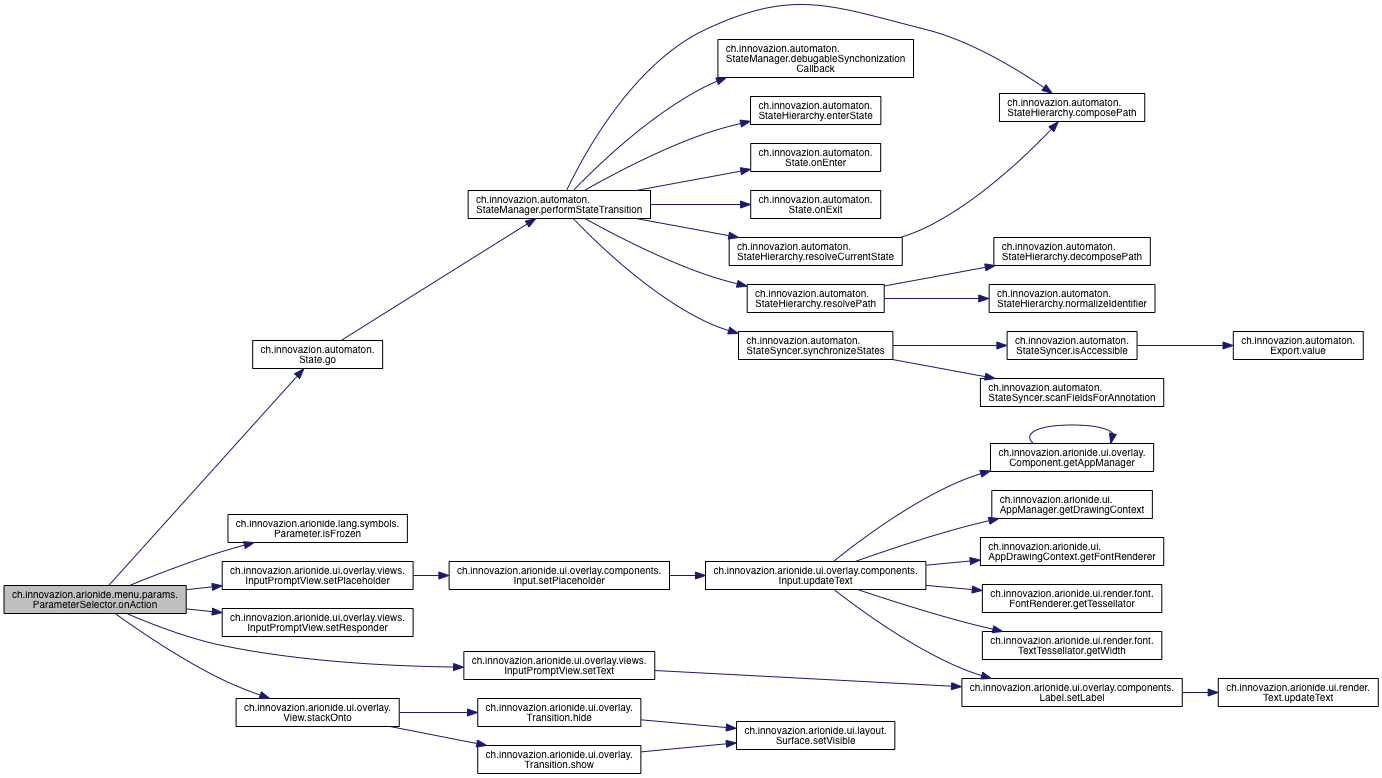 ch.innovazion.automaton.
StateManager.debugableSynchonization
Callback
ch.innovazion.automaton.
StateHierarchy.composePath
ch.innovazion.automaton.
StateHierarchy.enterState
ch.innovazion.automaton.
State.onEnter
ch.innovazion.automaton.
StateManager.performStateTransition
ch.innovazion.automaton.
State.onExit
ch.innovazion.automaton.
StateHierarchy.resolveCurrentState
ch.innovazion.automaton.
StateHierarchy.decomposePath
ch.innovazion.automaton.
StateHierarchy.resolvePath
ch.innovazion.automaton.
StateHierarchy.normalizeIdentifier
ch.innovazion.automaton.
State.go
ch.innovazion.automaton.
StateSyncer.synchronizeStates
ch.innovazion.automaton.
StateSyncer.isAccessible
ch.innovazion.automaton.
Export.value
ch.innovazion.automaton.
StateSyncer.scanFieldsForAnnotation
ch.innovazion.arionide.ui.overlay.
Component.getAppManager
ch.innovazion.arionide.ui.
AppManager.getDrawingContext
ch.innovazion.arionide.lang.symbols.
Parameter.isFrozen
ch.innovazion.arionide.ui.
AppDrawingContext.getFontRenderer
ch.innovazion.arionide.menu.params.
ParameterSelector.onAction
ch.innovazion.arionide.ui.overlay.views.
InputPromptView.setPlaceholder
ch.innovazion.arionide.ui.overlay.components.
Input.setPlaceholder
ch.innovazion.arionide.ui.overlay.components.
Input.updateText
ch.innovazion.arionide.ui.render.font.
FontRenderer.getTessellator
ch.innovazion.arionide.ui.overlay.views.
InputPromptView.setResponder
ch.innovazion.arionide.ui.render.font.
TextTessellator.getWidth
ch.innovazion.arionide.ui.overlay.views.
InputPromptView.setText
ch.innovazion.arionide.ui.overlay.components.
Label.setLabel
ch.innovazion.arionide.ui.render.
Text.updateText
ch.innovazion.arionide.ui.overlay.
View.stackOnto
ch.innovazion.arionide.ui.overlay.
Transition.hide
ch.innovazion.arionide.ui.layout.
Surface.setVisible
ch.innovazion.arionide.ui.overlay.
Transition.show